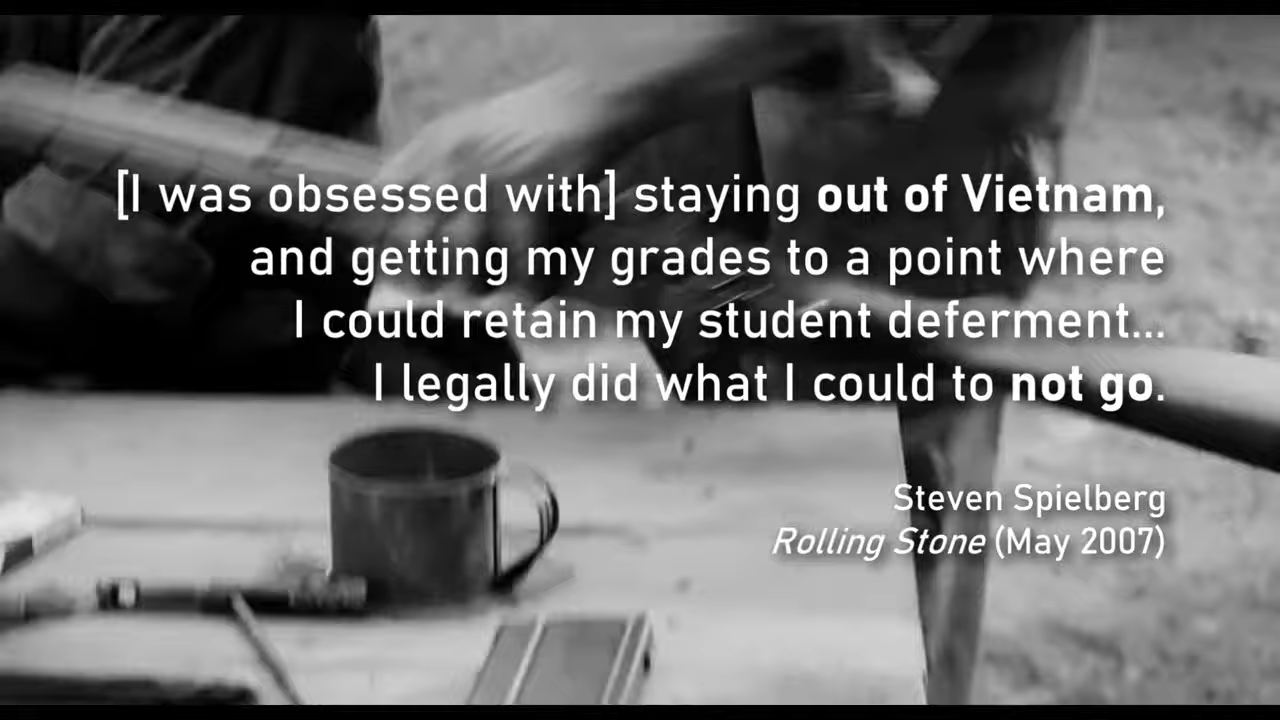 [I was obsessed with] staying out of Vietnam,
and getting my grades to a point where
I could retain my student deferment...
I legally did what I could to not go.
Steven Spielberg
Rolling Stone (May 2007)